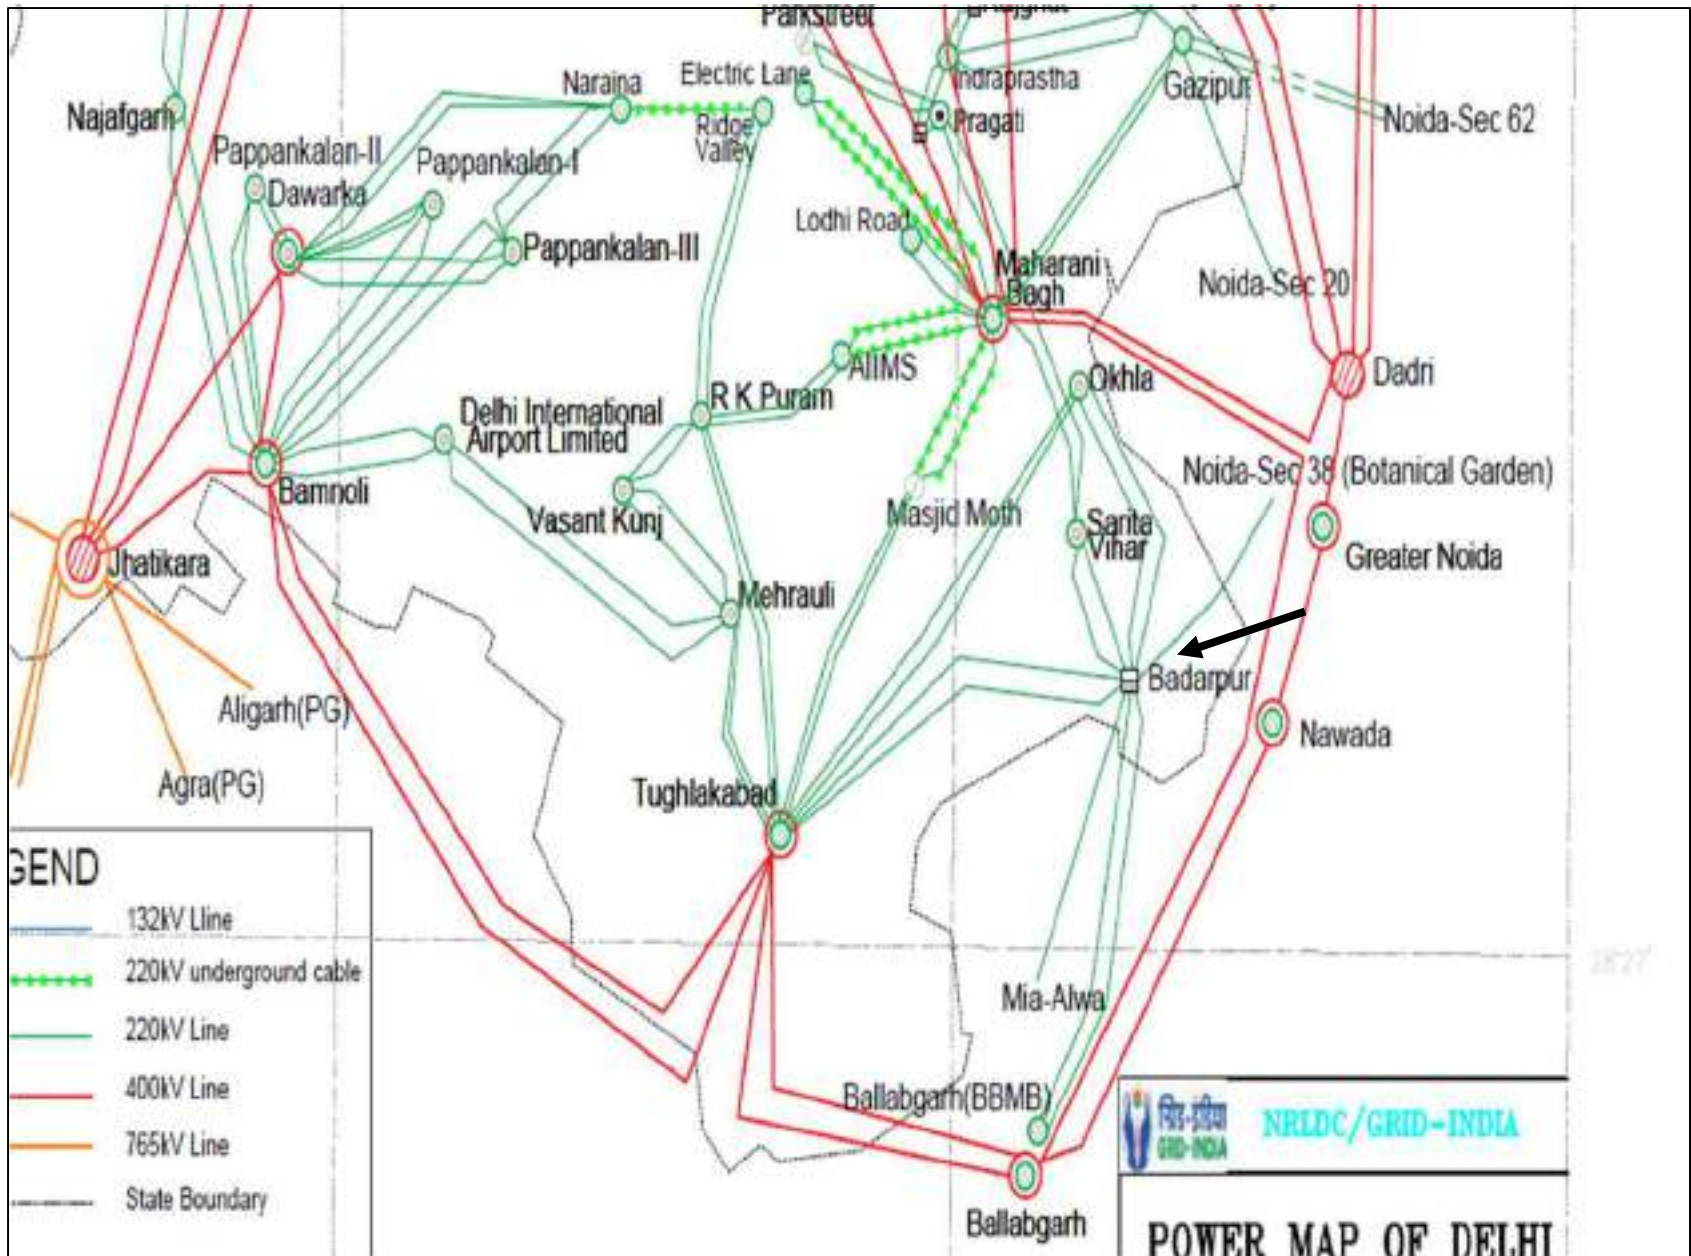 Parkstreet
Electric Lane
Naraina
Indraprastha
Gazipur
Najafgarh
Ridge
Valley
Pragati
Noida-Sec 62
Pappankalan-II
Pappankalan-I
Dawarka
Lodhi Road
Pappankalan-III
Maharani
Bagh
Noida-Sec 20
AIIMS
Okhla
Dadri
R K Puram
Delhi International
Airport Limited
Noida-Sec 38 (Botanical Garden)
Bamnoli
Vasant Kunj
Masjid Moth
Sarita
Vihar
Jhatikara
Greater Noida
Mehrauli
Badarpur
Aligarh(PG)
Nawada
Agra(PG)
Tughlakabad
GEND
132kV Lline
220kV underground cable
28'27'
220kV Line
Mia-Alwa
400kV Line
Ballabgarh(BBMB)
765kV Line
ग्रिड-इंडिया
GRID-INDIA
NRLDC/GRID-INDIA
State Boundary
Ballabgarh
POWER MAP OF DELHI